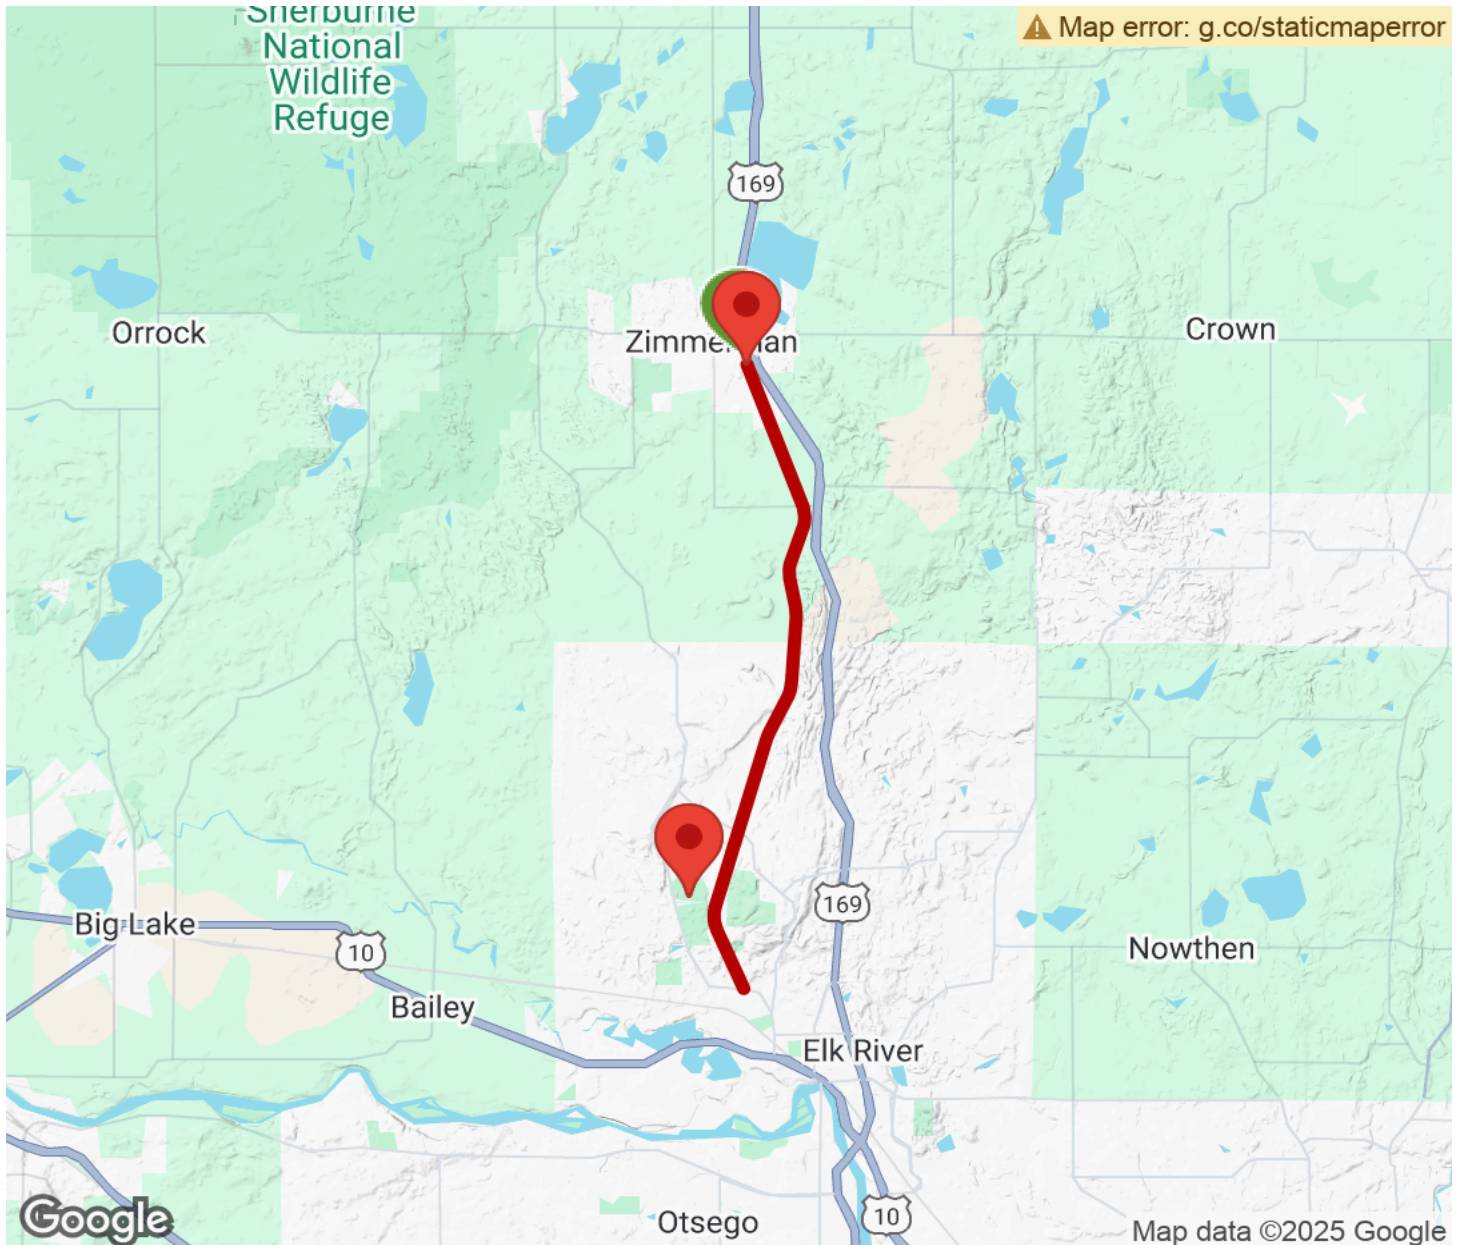 Sherburne
National
Wildlife
Refuge
Map error: g.co/staticmaperror
169
Orrock
Crown
Big Lake
10
169
Nowthen
Bailey
Elk River
Otsego
10
Google
Map data ©2025 Google